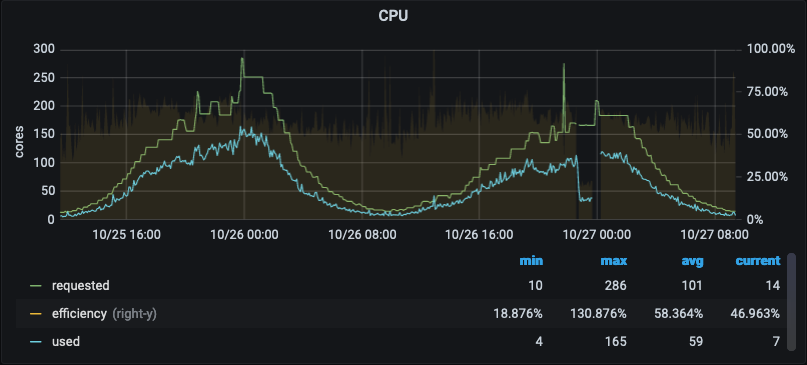 CPU
300
250
200
150
100
50
0
cores
100.00%
75.00%
50.00%
25.00%
0%
10/25 16:00 10/26 00:00 10/26 08:00 10/26 16:00 10/27 00:00 10/27 08:00
min max avg current
requested 10 286 101 14
efficiency (right-y) 18.876% 130.876% 58.364% 46.963%
used 4 165 59 7